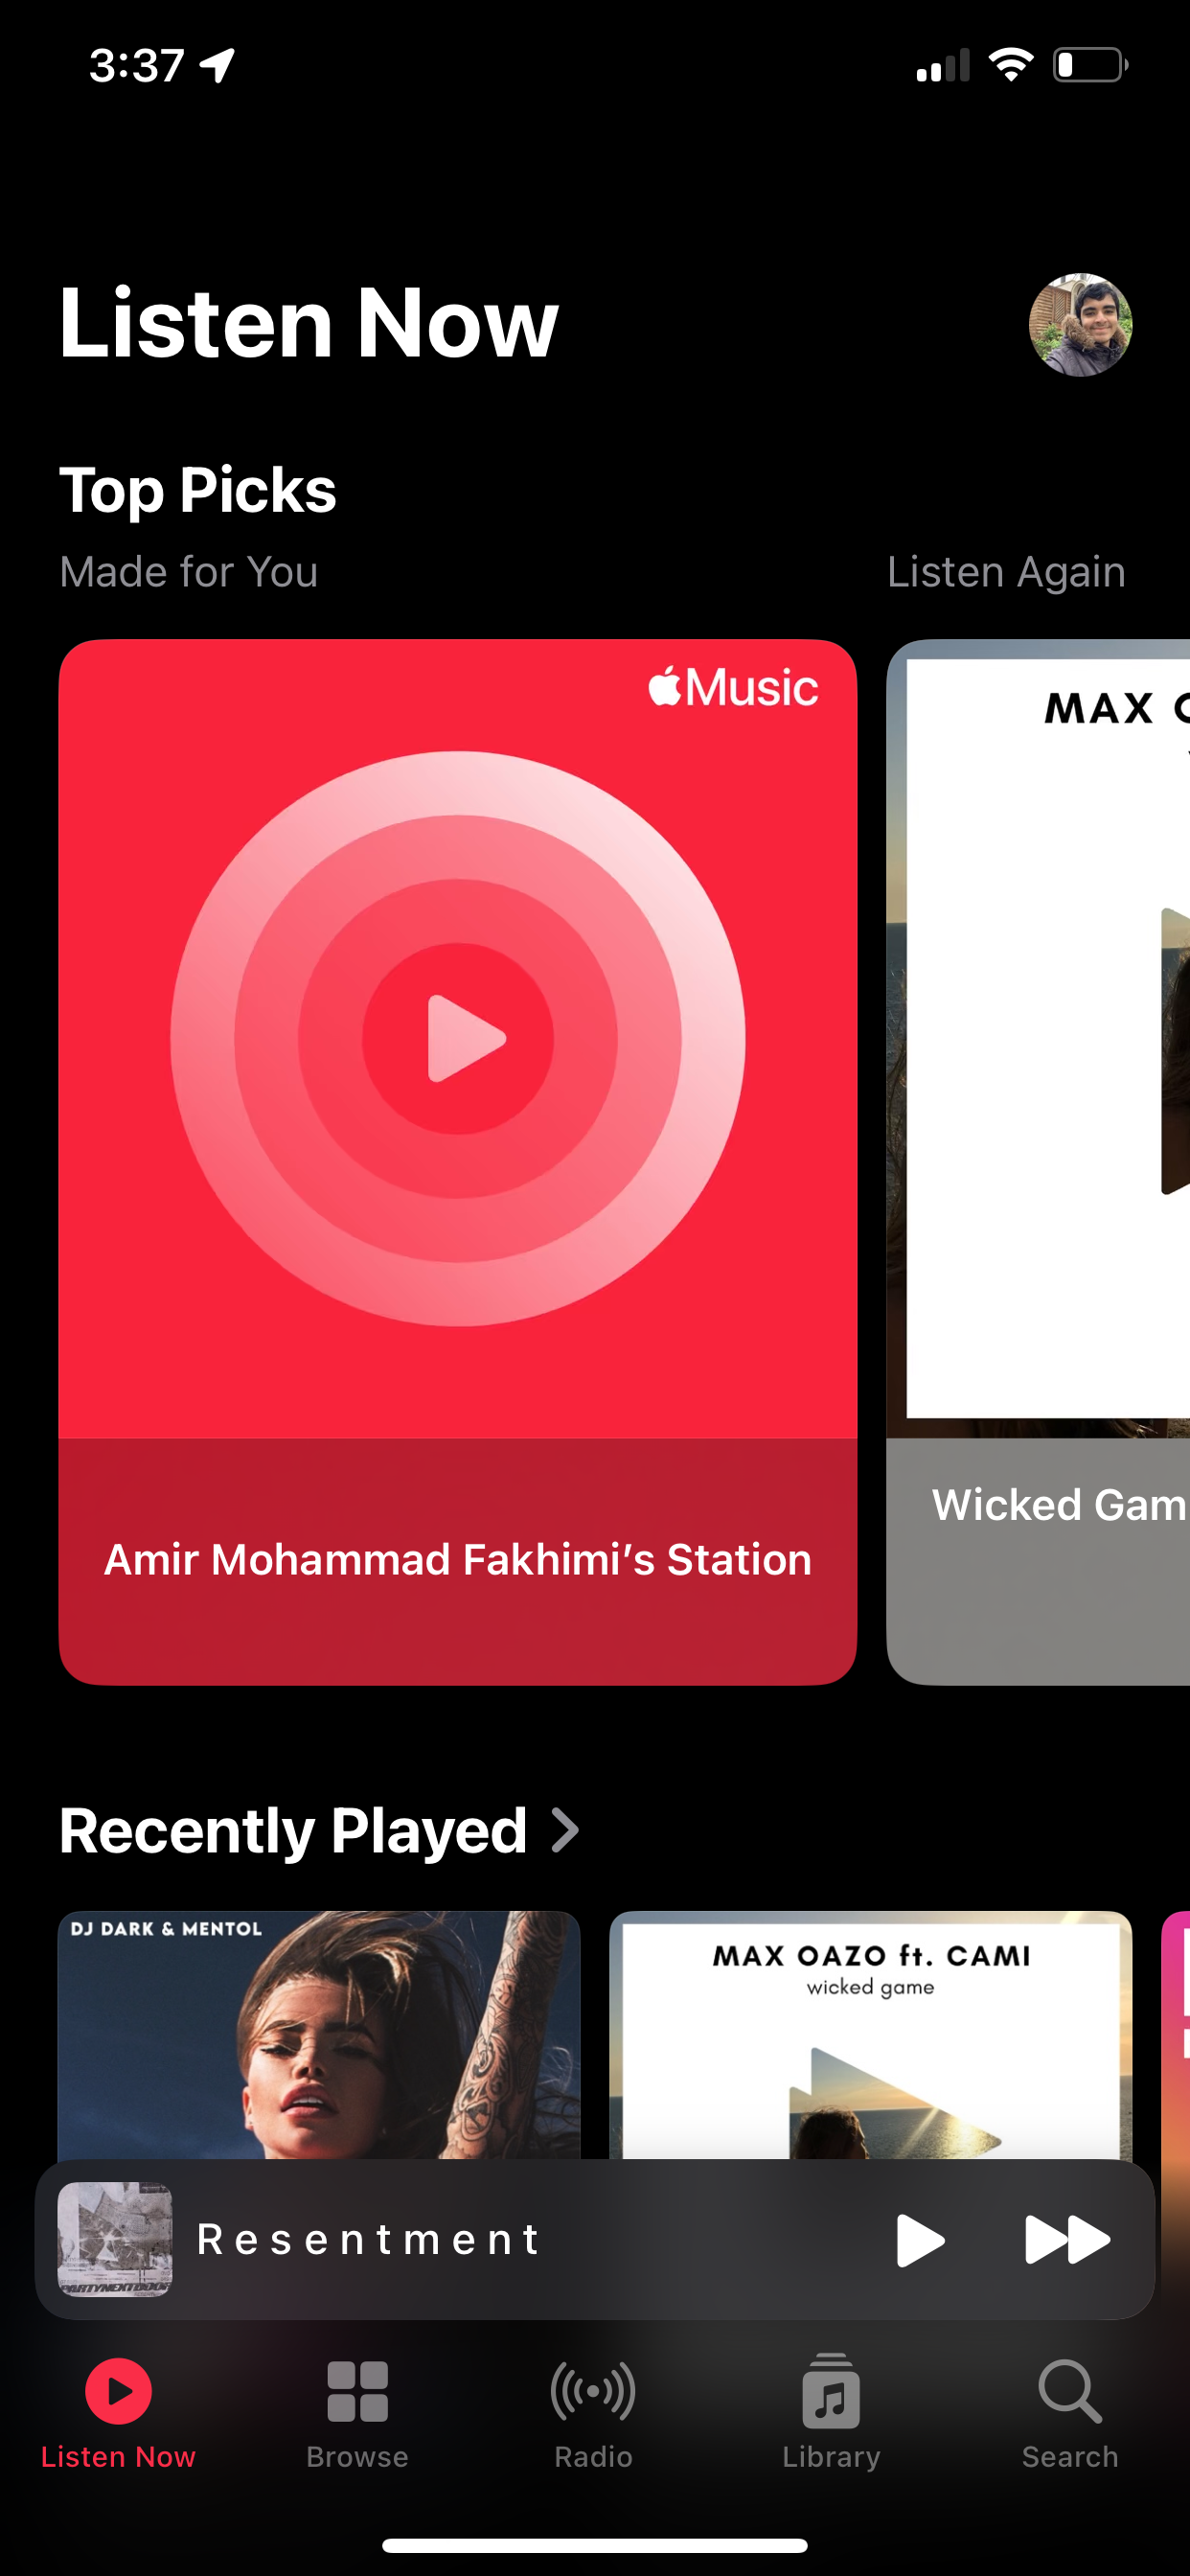 3:37
Listen Now
Top Picks
Made for You
Listen Again
Music
MAX
Amir Mohammad Fakhimi’s Station
Wicked Gam
Recently Played
DJ DARK & MENTOL
MAX OAZO ft. CAMI
wicked game
Resentment
PARTYNEXTDOOR
Listen Now
Browse
Radio
Library
Search